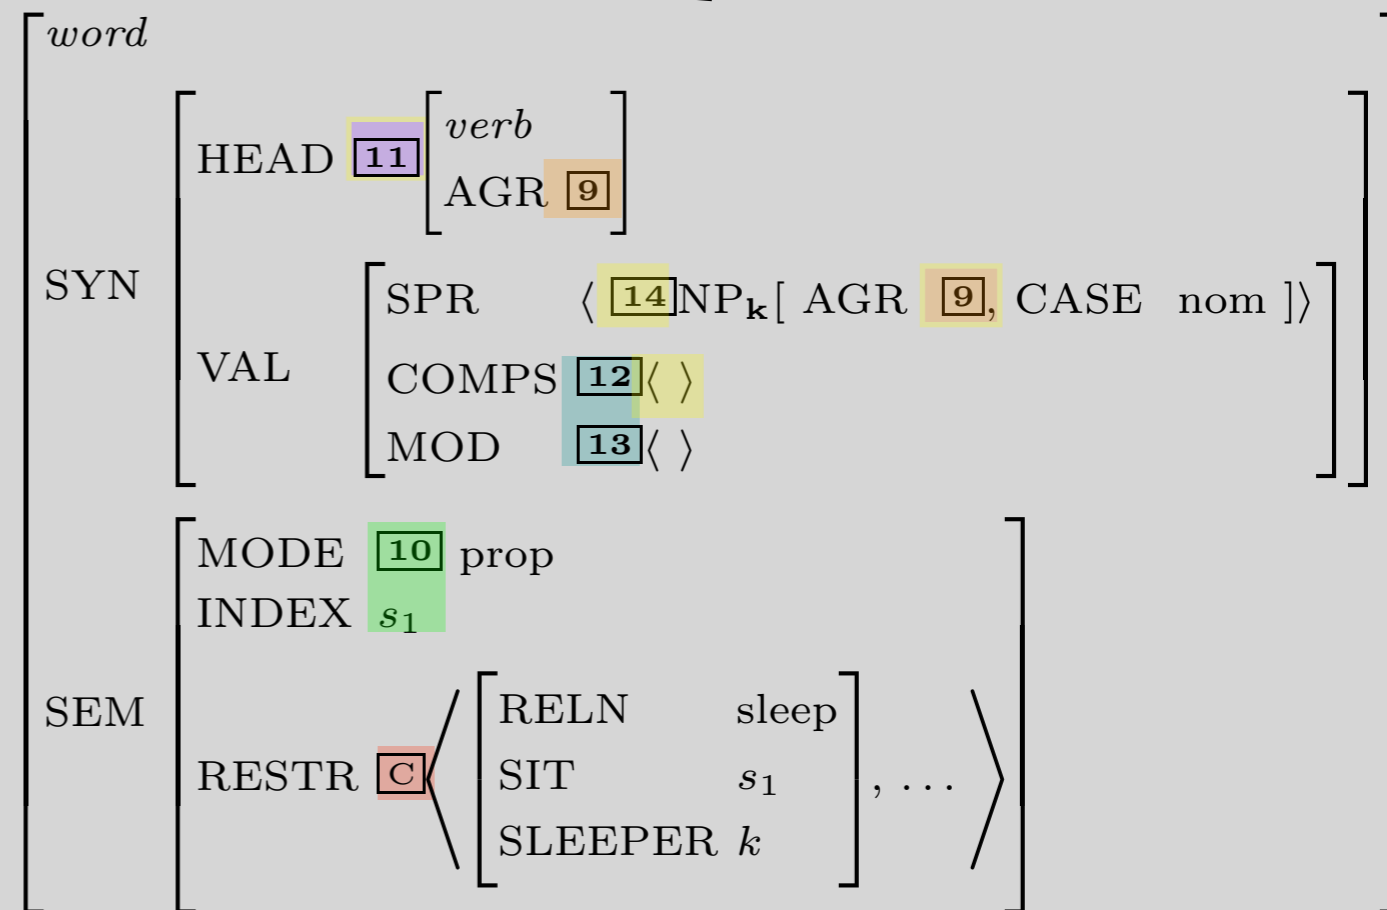 word
HEAD 11 verb
AGR 9
SYN
VAL
SPR ⟨ 14 NPk[ AGR 9, CASE nom ]⟩
COMPS 12 ⟨ ⟩
MOD 13 ⟨ ⟩
SEM
MODE 10 prop
INDEX s1
RESTR C
RELN sleep
SIT s1
SLEEPER k
, ...